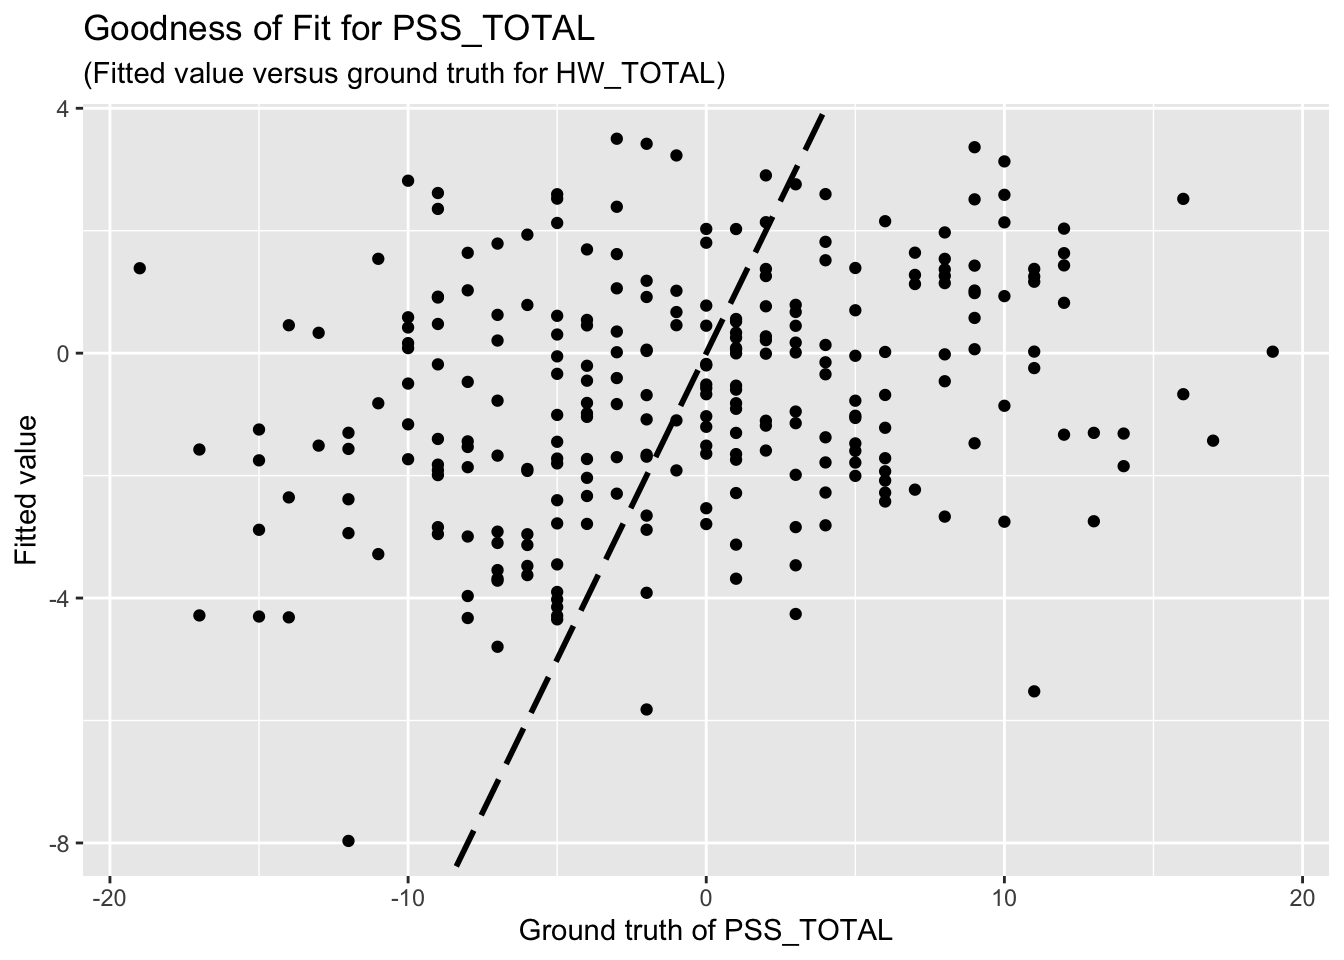 Goodness of Fit for PSS_TOTAL
(Fitted value versus ground truth for HW_TOTAL)
4
0
-4
-8
Fitted value
-20
-10
0
10
20
Ground truth of PSS_TOTAL